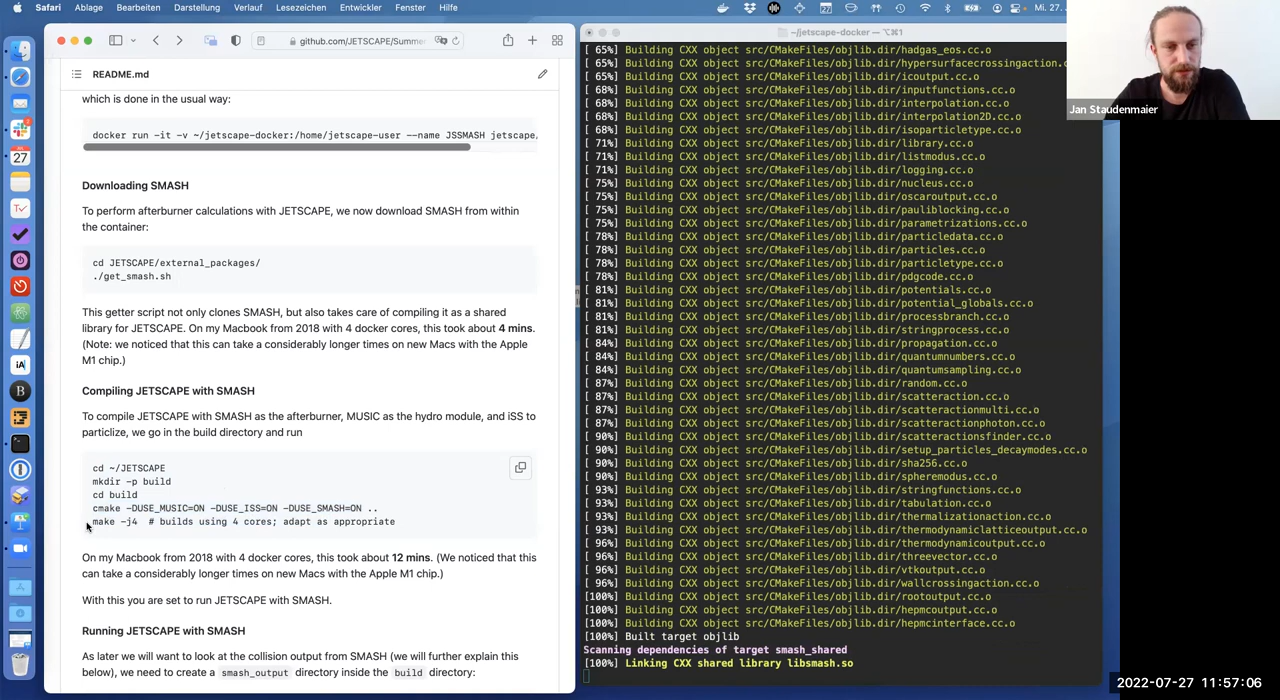 Safari Ablage Bearbeiten Darstellung Verlauf Lesezeichen Entwickler Fenster Hilfe
27
Mi. 27.
github.com/JETSCAPE/Summe
~/jetscape-docker
README.md
which is done in the usual way:
docker run -it -v ~/jetscape-docker:/home/jetscape-user --name JSSMASH jetscape,
Downloading SMASH
To perform afterburner calculations with JETSCAPE, we now download SMASH from within
the container:
cd JETSCAPE/external_packages/
./get_smash.sh
This getter script not only clones SMASH, but also takes care of compiling it as a shared
library for JETSCAPE. On my Macbook from 2018 with 4 docker cores, this took about 4 mins.
(Note: we noticed that this can take a considerably longer times on new Macs with the Apple
M1 chip.)
Compiling JETSCAPE with SMASH
To compile JETSCAPE with SMASH as the afterburner, MUSIC as the hydro module, and iSS to
particlize, we go in the build directory and run
cd ~/JETSCAPE
mkdir -p build
cd build
cmake -DUSE_MUSIC=ON -DUSE_ISS=ON -DUSE_SMASH=ON ..
make -j4 # builds using 4 cores; adapt as appropriate
On my Macbook from 2018 with 4 docker cores, this took about 12 mins. (We noticed that this
can take a considerably longer times on new Macs with the Apple M1 chip.)
With this you are set to run JETSCAPE with SMASH.
Running JETSCAPE with SMASH
As later we will want to look at the collision output from SMASH (we will further explain this
below), we need to create a smash_output directory inside the build directory:
[ 65%] Building CXX object src/CMakeFiles/objlib.dir/hadgas_eos.cc.o
[ 65%] Building CXX object src/CMakeFiles/objlib.dir/hypersurfacecrossingaction.c
[ 65%] Building CXX object src/CMakeFiles/objlib.dir/icoutput.cc.o
[ 68%] Building CXX object src/CMakeFiles/objlib.dir/inputfunctions.cc.o
[ 68%] Building CXX object src/CMakeFiles/objlib.dir/interpolation.cc.o
[ 68%] Building CXX object src/CMakeFiles/objlib.dir/interpolation2D.cc.o
[ 68%] Building CXX object src/CMakeFiles/objlib.dir/isoparticletype.cc.o
[ 71%] Building CXX object src/CMakeFiles/objlib.dir/library.cc.o
[ 71%] Building CXX object src/CMakeFiles/objlib.dir/listmodus.cc.o
[ 71%] Building CXX object src/CMakeFiles/objlib.dir/logging.cc.o
[ 75%] Building CXX object src/CMakeFiles/objlib.dir/nucleus.cc.o
[ 75%] Building CXX object src/CMakeFiles/objlib.dir/oscaroutput.cc.o
[ 75%] Building CXX object src/CMakeFiles/objlib.dir/pauliblocking.cc.o
[ 75%] Building CXX object src/CMakeFiles/objlib.dir/parametrizations.cc.o
[ 78%] Building CXX object src/CMakeFiles/objlib.dir/particledata.cc.o
[ 78%] Building CXX object src/CMakeFiles/objlib.dir/particles.cc.o
[ 78%] Building CXX object src/CMakeFiles/objlib.dir/particletype.cc.o
[ 78%] Building CXX object src/CMakeFiles/objlib.dir/pdgcode.cc.o
[ 81%] Building CXX object src/CMakeFiles/objlib.dir/potentials.cc.o
[ 81%] Building CXX object src/CMakeFiles/objlib.dir/potential_globals.cc.o
[ 81%] Building CXX object src/CMakeFiles/objlib.dir/processbranch.cc.o
[ 81%] Building CXX object src/CMakeFiles/objlib.dir/stringprocess.cc.o
[ 84%] Building CXX object src/CMakeFiles/objlib.dir/propagation.cc.o
[ 84%] Building CXX object src/CMakeFiles/objlib.dir/quantumnumbers.cc.o
[ 84%] Building CXX object src/CMakeFiles/objlib.dir/quantumsampling.cc.o
[ 87%] Building CXX object src/CMakeFiles/objlib.dir/random.cc.o
[ 87%] Building CXX object src/CMakeFiles/objlib.dir/scatteraction.cc.o
[ 87%] Building CXX object src/CMakeFiles/objlib.dir/scatteractionmulti.cc.o
[ 87%] Building CXX object src/CMakeFiles/objlib.dir/scatteractionphoton.cc.o
[ 90%] Building CXX object src/CMakeFiles/objlib.dir/scatteractionsfinder.cc.o
[ 90%] Building CXX object src/CMakeFiles/objlib.dir/setup_particles_decaymodes.cc.o
[ 90%] Building CXX object src/CMakeFiles/objlib.dir/sha256.cc.o
[ 90%] Building CXX object src/CMakeFiles/objlib.dir/spheremodus.cc.o
[ 93%] Building CXX object src/CMakeFiles/objlib.dir/stringfunctions.cc.o
[ 93%] Building CXX object src/CMakeFiles/objlib.dir/tabulation.cc.o
[ 93%] Building CXX object src/CMakeFiles/objlib.dir/thermalizationaction.cc.o
[ 93%] Building CXX object src/CMakeFiles/objlib.dir/thermodynamiclatticeoutput.cc.o
[ 96%] Building CXX object src/CMakeFiles/objlib.dir/thermodynamicoutput.cc.o
[ 96%] Building CXX object src/CMakeFiles/objlib.dir/threevector.cc.o
[ 96%] Building CXX object src/CMakeFiles/objlib.dir/vtkoutput.cc.o
[ 96%] Building CXX object src/CMakeFiles/objlib.dir/wallcrossingaction.cc.o
[100%] Building CXX object src/CMakeFiles/objlib.dir/rootoutput.cc.o
[100%] Building CXX object src/CMakeFiles/objlib.dir/hepmcoutput.cc.o
[100%] Building CXX object src/CMakeFiles/objlib.dir/hepmcinterface.cc.o
[100%] Built target objlib
Scanning dependencies of target smash_shared
[100%] Linking CXX shared library libsmash.so
Jan Staudenmaier
2022-07-27 11:57:06